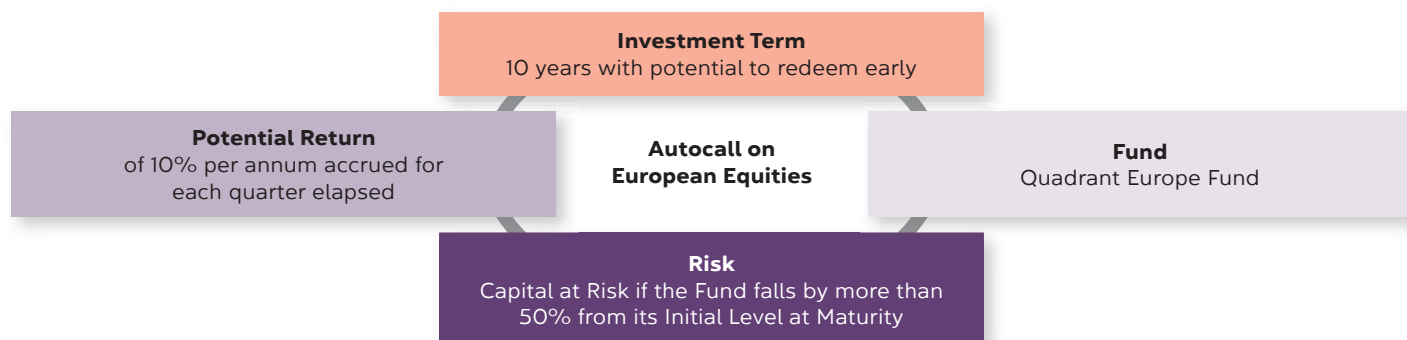 Investment Term
10 years with potential to redeem early
Potential Return
of 10% per annum accrued for
each quarter elapsed
Autocall on
European Equities
Fund
Quadrant Europe Fund
Risk
Capital at Risk if the Fund falls by more than
50% from its Initial Level at Maturity